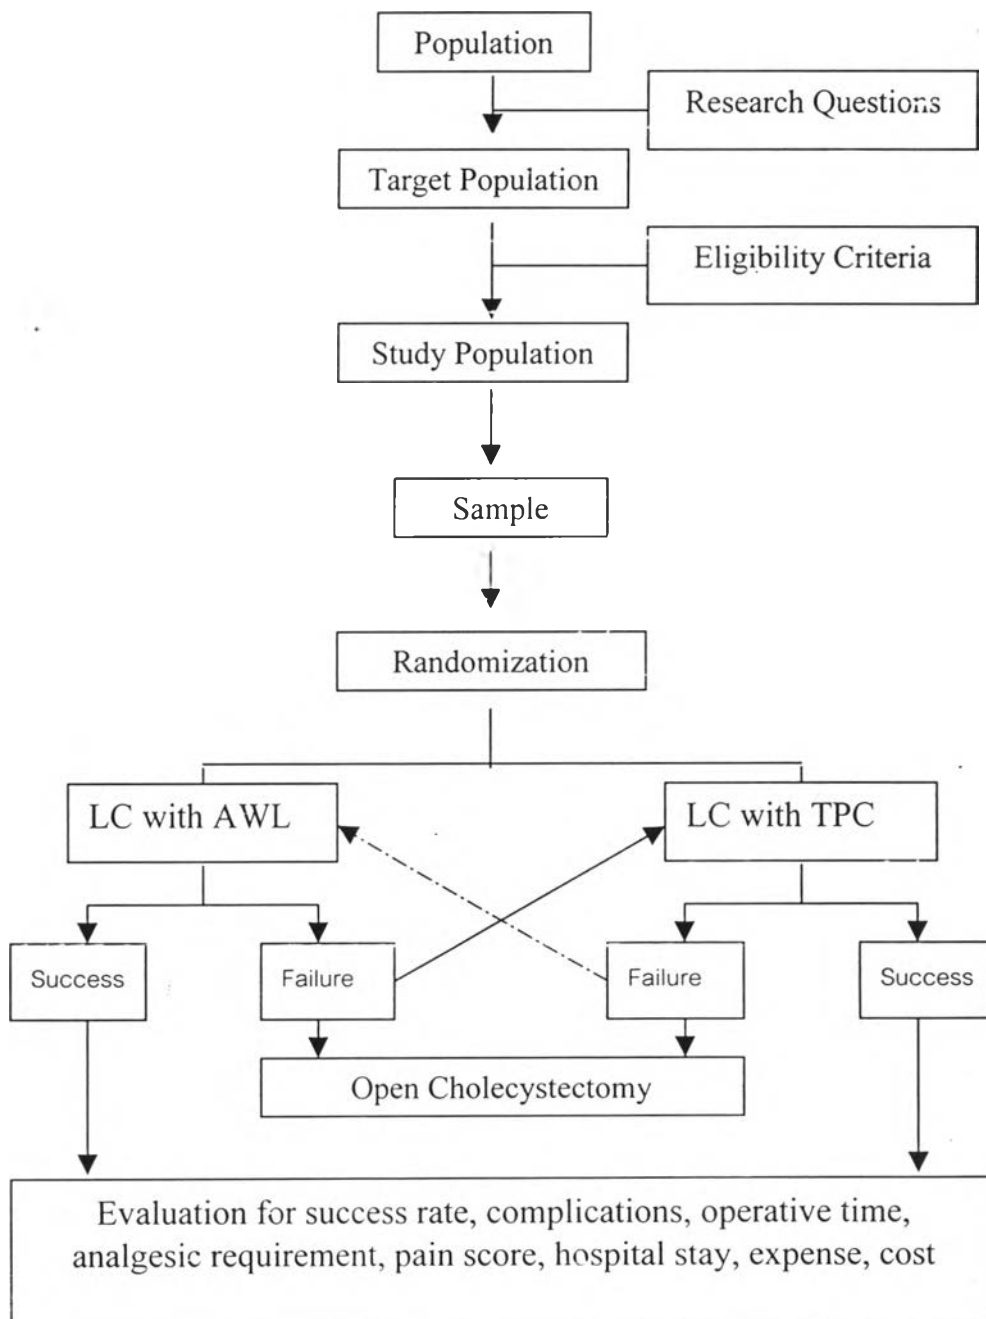 Population
Research Questions
Target Population
Eligibility Criteria
Study Population
Sample
Randomization
LC with AWL
LC with TPC
Success
Failure
Failure
Success
Open Cholecystectomy
Evaluation for success rate, complications, operative time,
analgesic requirement, pain score, hospital stay, expense, cost